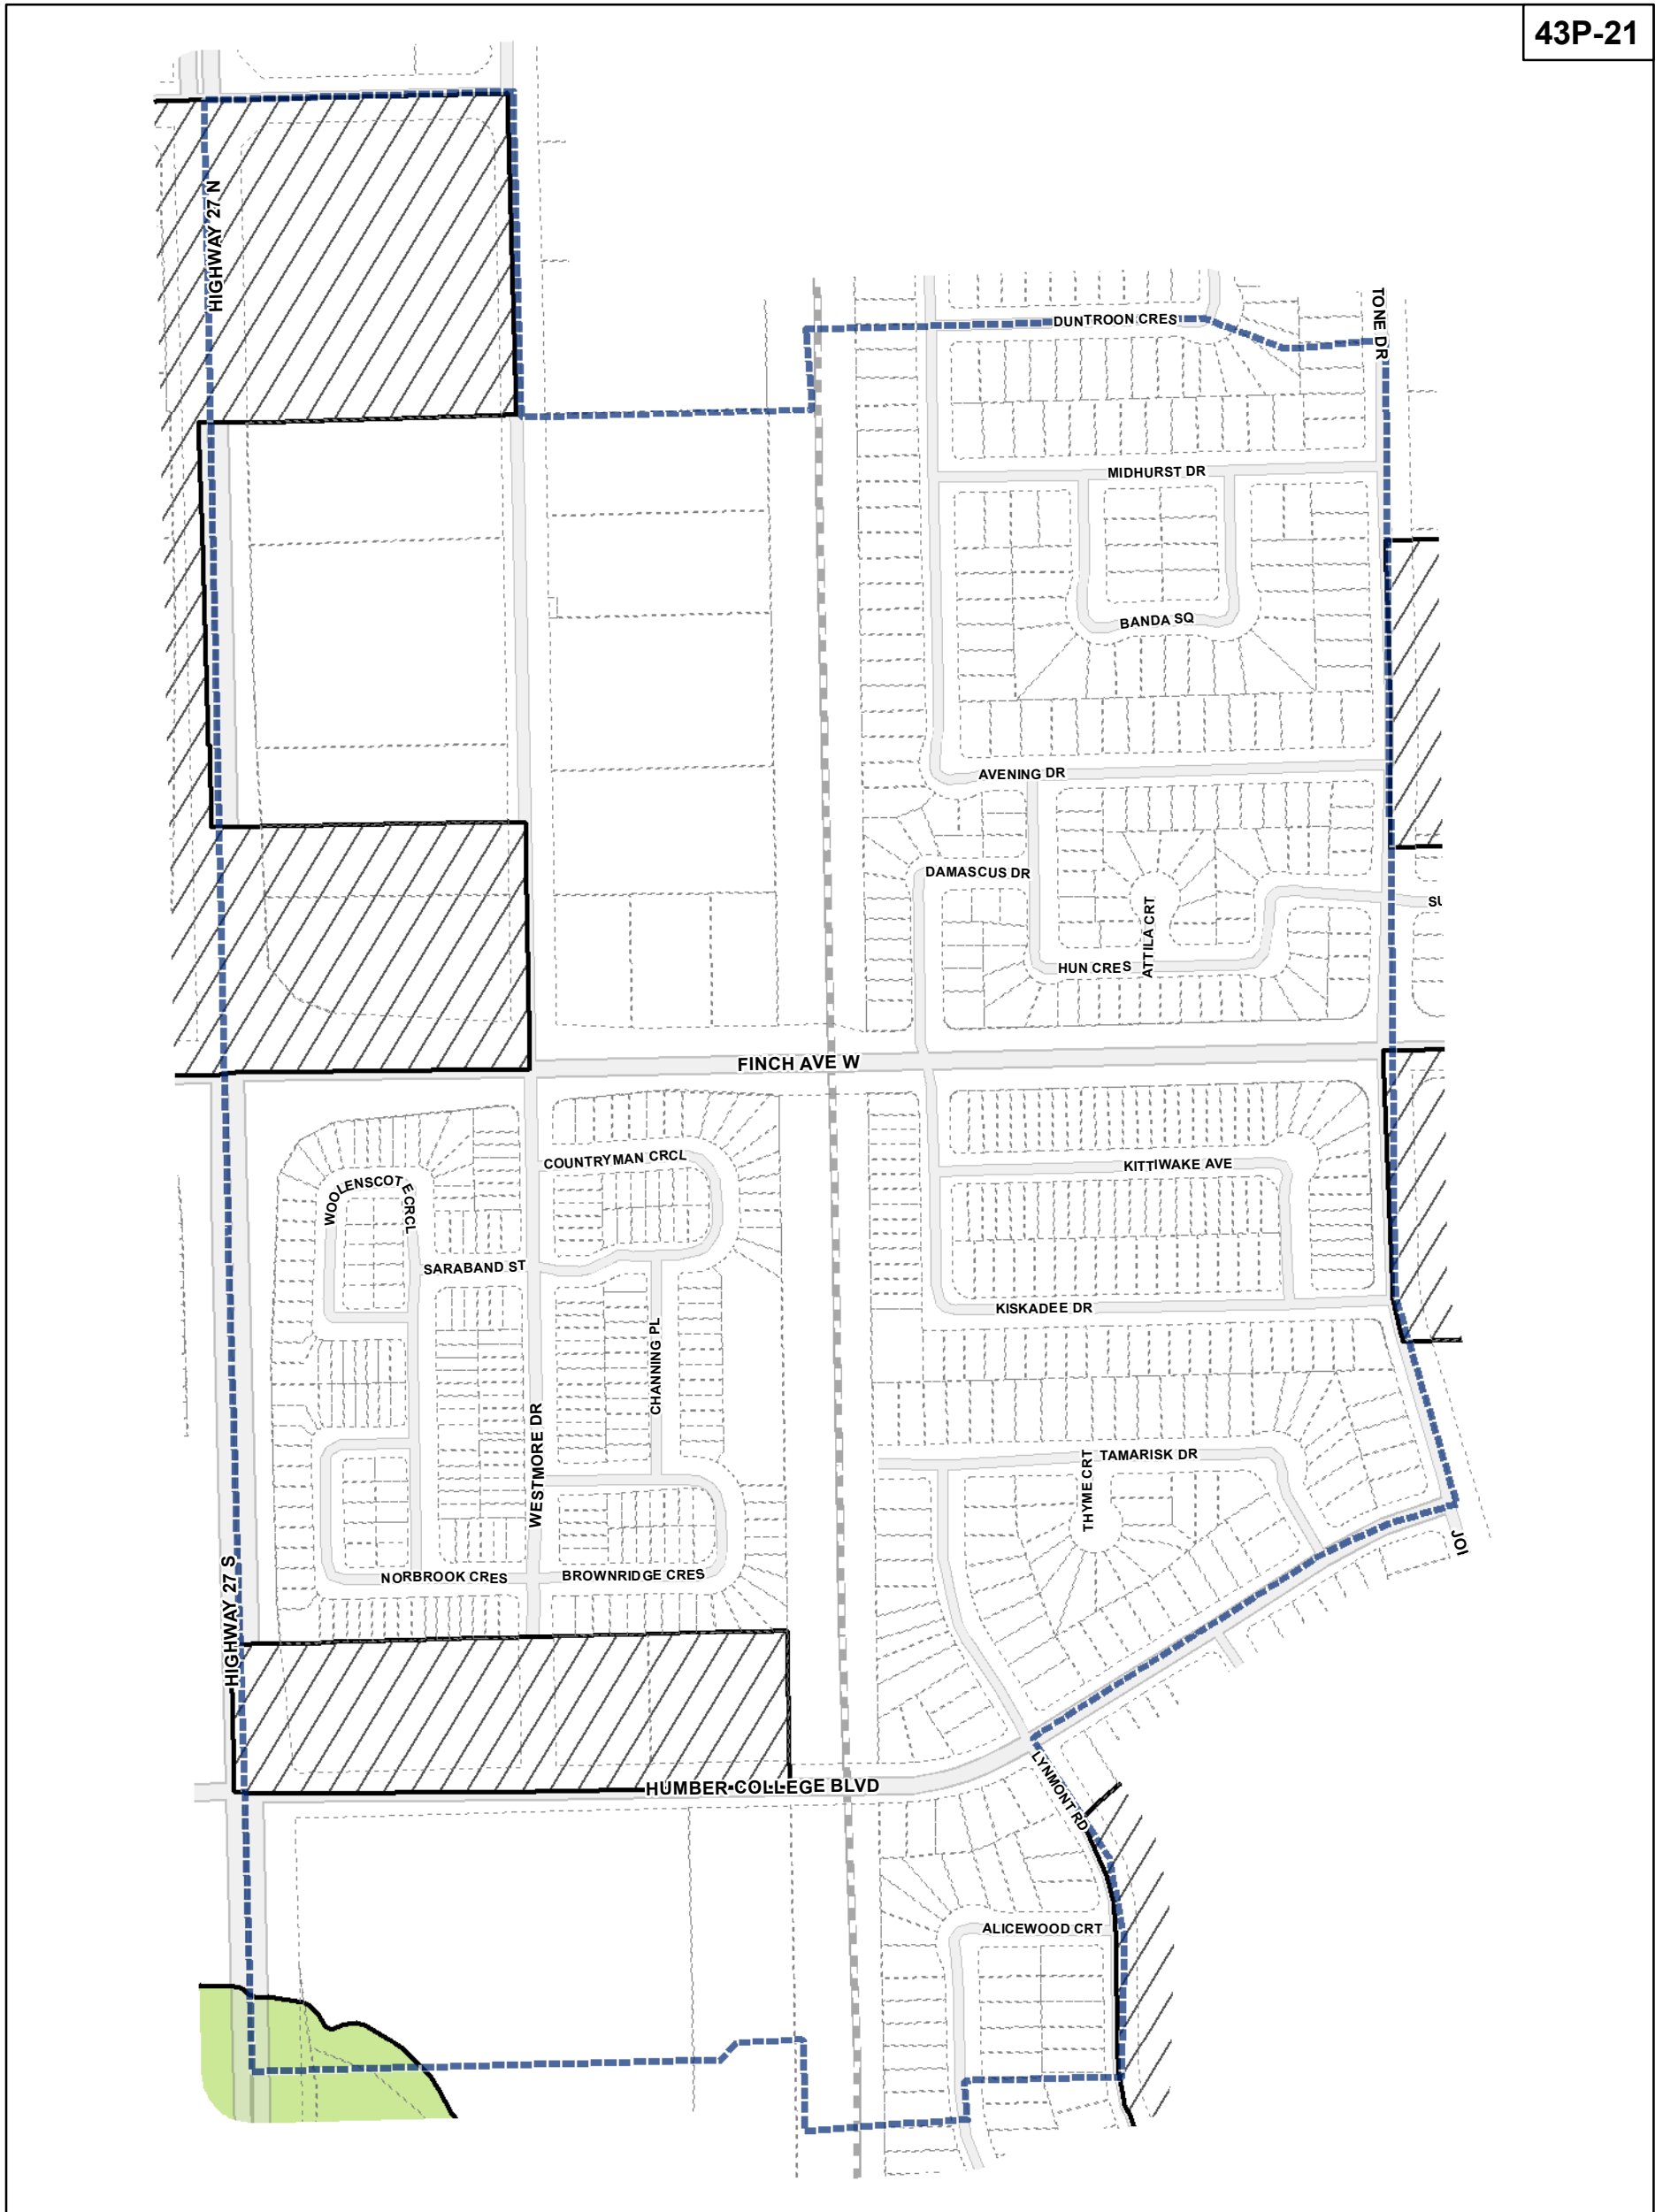 43P-21
HIGHWAY 27 N
TONE DR
DUNTROON CRES
MIDHURST DR
BANDA SQ
AVENING DR
DAMASCUS DR
SU
ATTILA CRT
HUN CRES
FINCH AVE W
COUNTRYMAN CRCL
KITTIWAKE AVE
WOOLENSCOTE CRCL
SARABAND ST
KISKADEE DR
CHANNING PL
WESTMORE DR
TAMARISK DR
THYME CRT
JOI
HIGHWAY 27 S
NORBROOK CRES
BROWNRIDGE CRES
HUMBER COLLEGE BLVD
LYNMONT RD
ALICEWOOD CRT